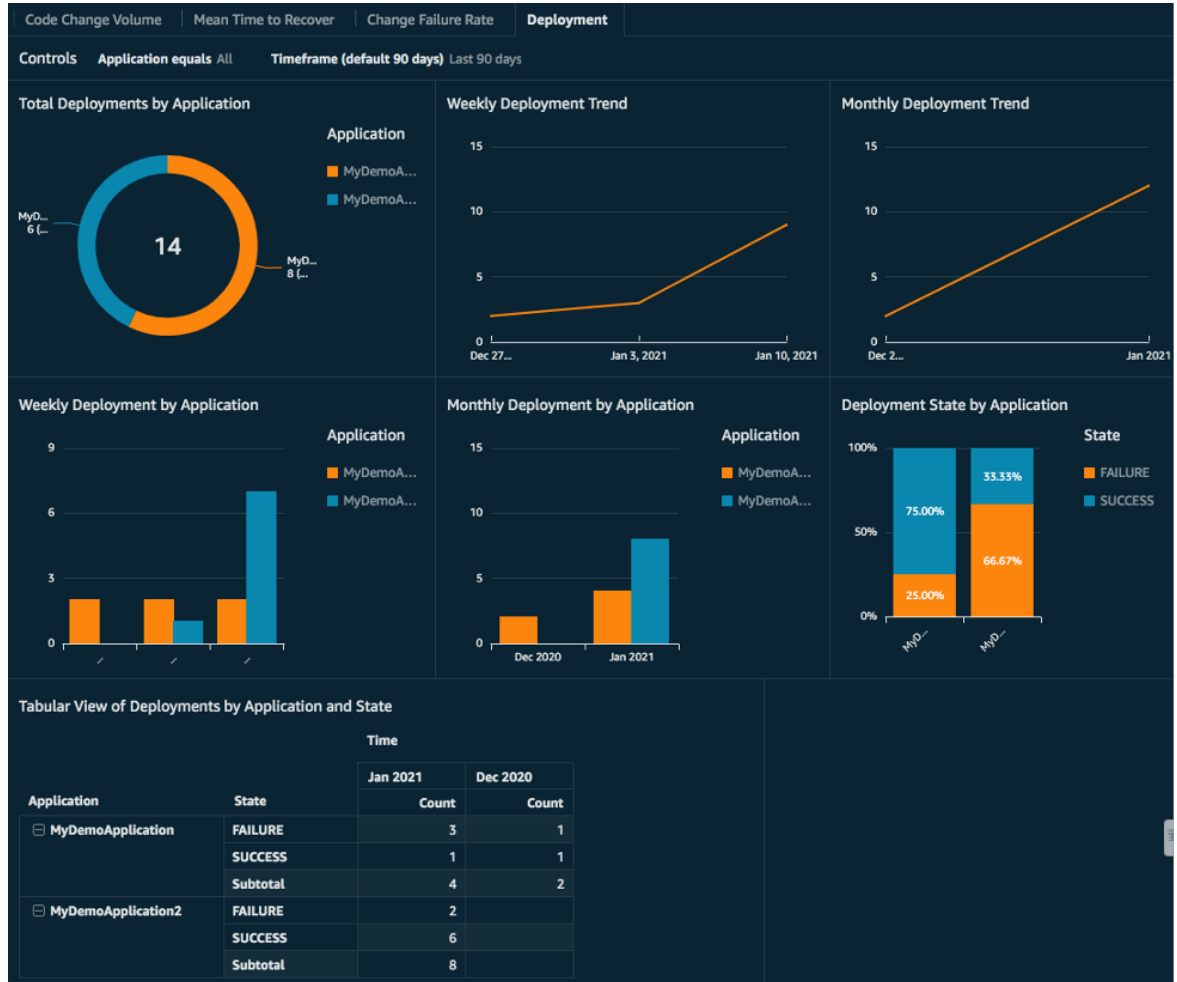 Code Change Volume Mean Time to Recover Change Failure Rate Deployment
Controls Application equals All Timeframe (default 90 days) Last 90 days
Total Deployments by Application
Application
MyDemoA...
MyDemoA...
MyD...
6 (...
14
MyD...
8 (...
Weekly Deployment Trend
15
10
5
0
Dec 27... Jan 3, 2021 Jan 10, 2021
Monthly Deployment Trend
15
10
5
0
Dec 2... Jan 2021
Weekly Deployment by Application
Application
MyDemoA...
MyDemoA...
9
6
3
0
... ... ...
Monthly Deployment by Application
Application
MyDemoA...
MyDemoA...
15
10
5
0
Dec 2020 Jan 2021
Deployment State by Application
State
FAILURE
SUCCESS
100%
50%
0%
75.00%
25.00%
33.33%
66.67%
MyD... MyD...
Tabular View of Deployments by Application and State
Time
Jan 2021 Dec 2020
Application State Count Count
MyDemoApplication FAILURE 3 1
SUCCESS 1 1
Subtotal 4 2
MyDemoApplication2 FAILURE 2
SUCCESS 6
Subtotal 8